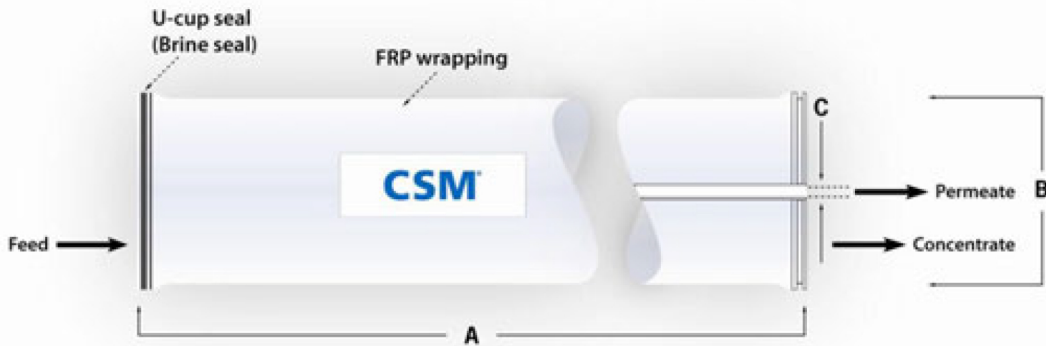 U-cup seal
(Brine seal)
FRP wrapping
C
CSM®
Permeate
B
Feed
Concentrate
A